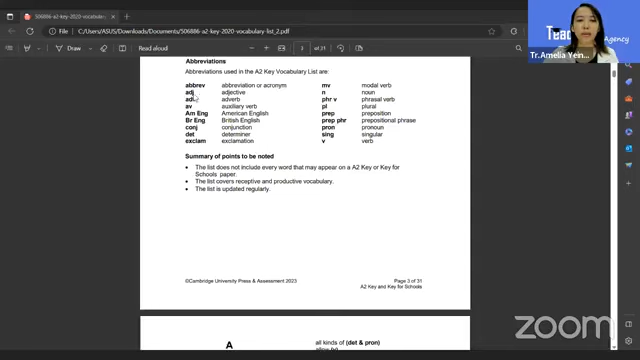 506886-a2-key-2020-vocabulary-list
C:/Users/ASUS/Downloads/Documents/506886-a2-key-2020-vocabulary-list_2.pdf
Draw
Read aloud
3 of 31
Agency
Tr.Amelia Yein...
Abbreviations
Abbreviations used in the A2 Key Vocabulary List are:
abbrev abbreviation or acronym mv modal verb
adj adjective n noun
adverb phr v phrasal verb
av auxiliary verb pl plural
Am Eng American English prep preposition
Br Eng British English prep phr prepositional phrase
conj conjunction pron pronoun
det determiner sing singular
exclam exclamation v verb
Summary of points to be noted
• The list does not include every word that may appear on a A2 Key or Key for
Schools paper.
• The list covers receptive and productive vocabulary.
• The list is updated regularly.
©Cambridge University Press & Assessment 2023 Page 3 of 31
A2 Key and Key for Schools
zoom
A all kinds of (det & pron)